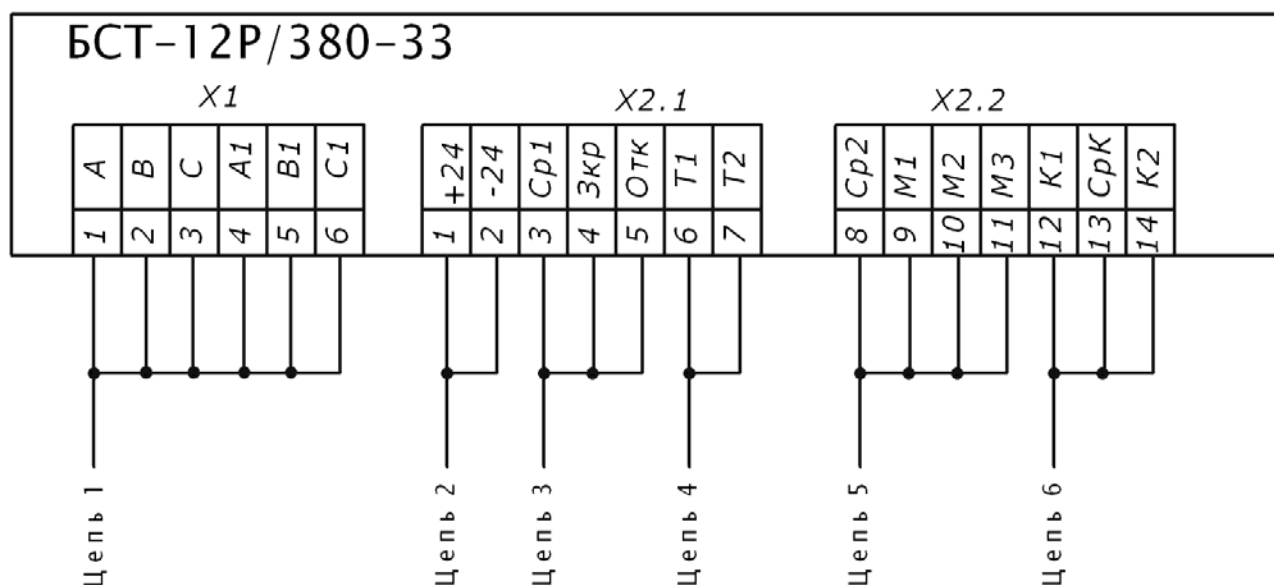 БСТ-12Р/380-33
X1
X2.1
X2.2
A B C A1 B1 C1
+24 -24 Ср1 Зкр Отк T1 T2
Ср2 М1 М2 М3 К1 СрК К2
1 2 3 4 5 6
1 2 3 4 5 6 7
8 9 10 11 12 13 14
Цепь 1
Цепь 2
Цепь 3
Цепь 4
Цепь 5
Цепь 6